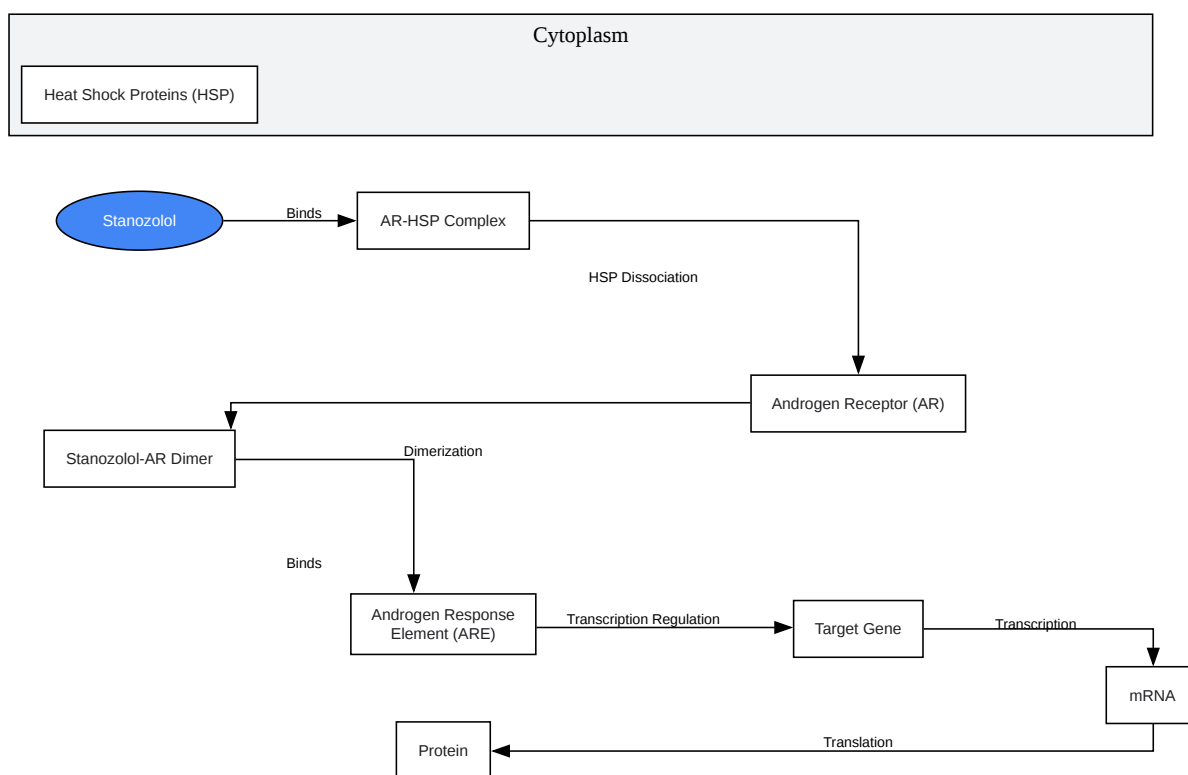 Cytoplasm
Heat Shock Proteins (HSP)
Stanozolol
Binds
AR-HSP Complex
HSP Dissociation
Androgen Receptor (AR)
Stanozolol-AR Dimer
Dimerization
Binds
Androgen Response
Element (ARE)
Transcription Regulation
Target Gene
Transcription
mRNA
Protein
Translation